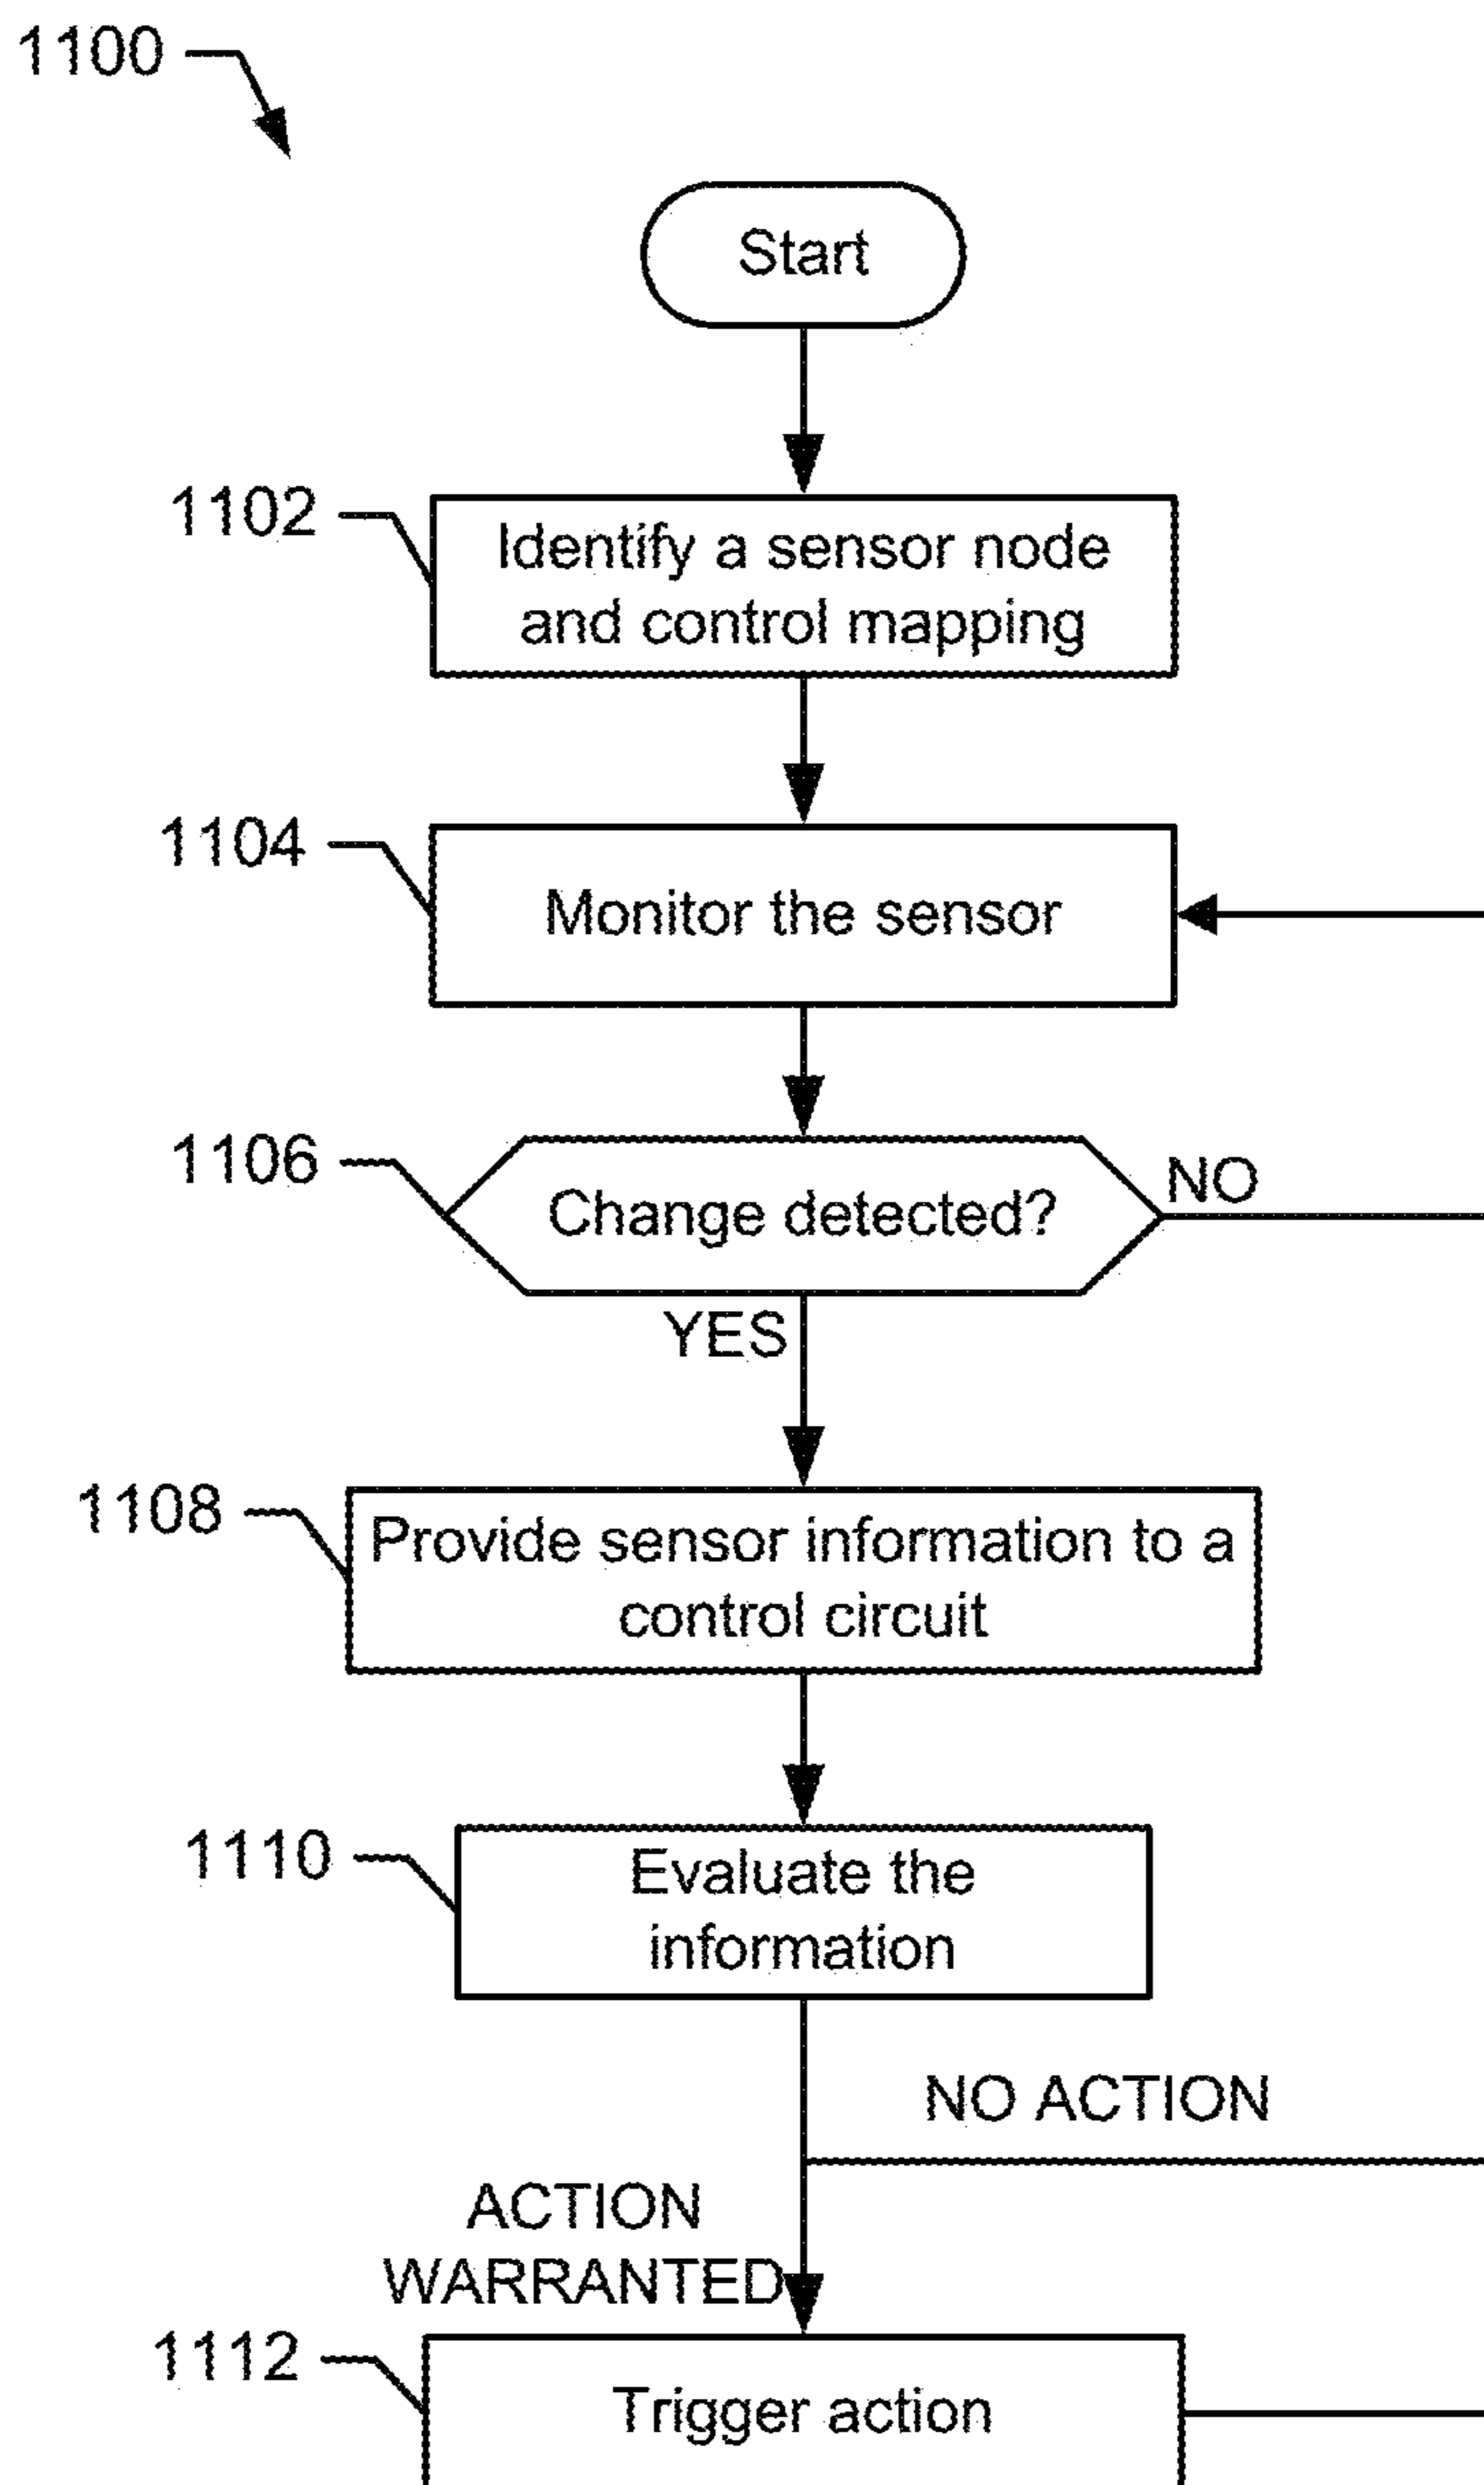 1100
Start
1102
Identify a sensor node
and control mapping
1104
Monitor the sensor
1106
Change detected?
NO
YES
1108
Provide sensor information to a
control circuit
1110
Evaluate the
information
NO ACTION
ACTION
WARRANTED
1112
Trigger action